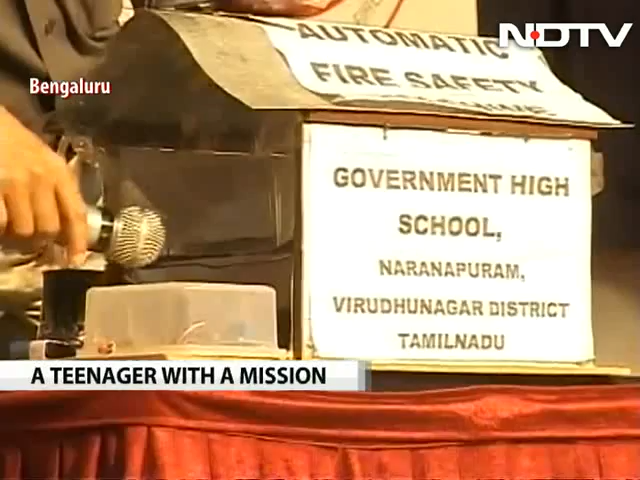 NDTV
Bengaluru
AUTOMATIC
FIRE SAFETY
GOVERNMENT HIGH
SCHOOL,
NARANAPURAM,
VIRUDHUNAGAR DISTRICT
TAMILNADU
A TEENAGER WITH A MISSION